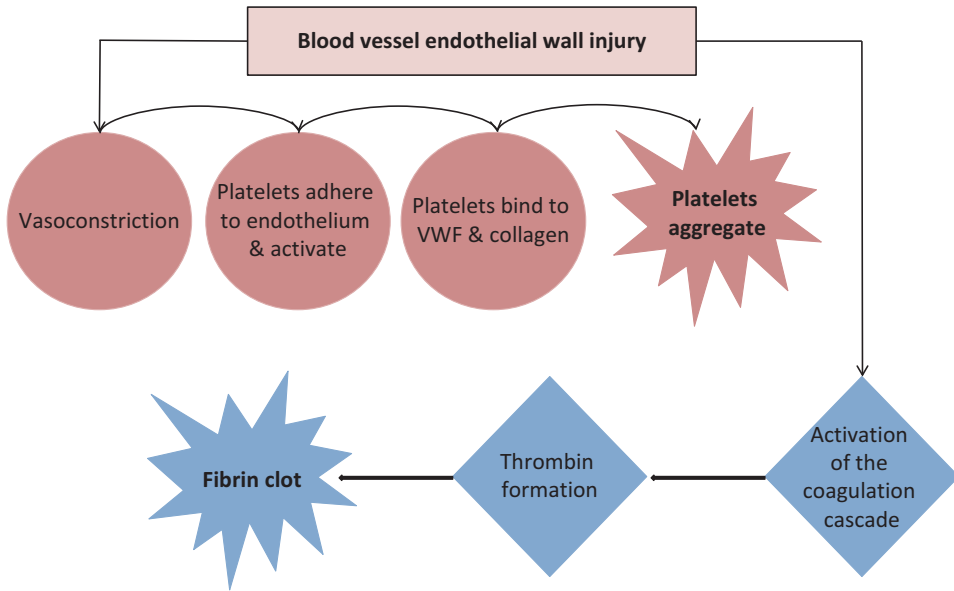 Blood vessel endothelial wall injury
Vasoconstriction
Platelets adhere
to endothelium
& activate
Platelets bind to
VWF & collagen
Platelets
aggregate
Activation
of the
coagulation
cascade
Thrombin
formation
Fibrin clot